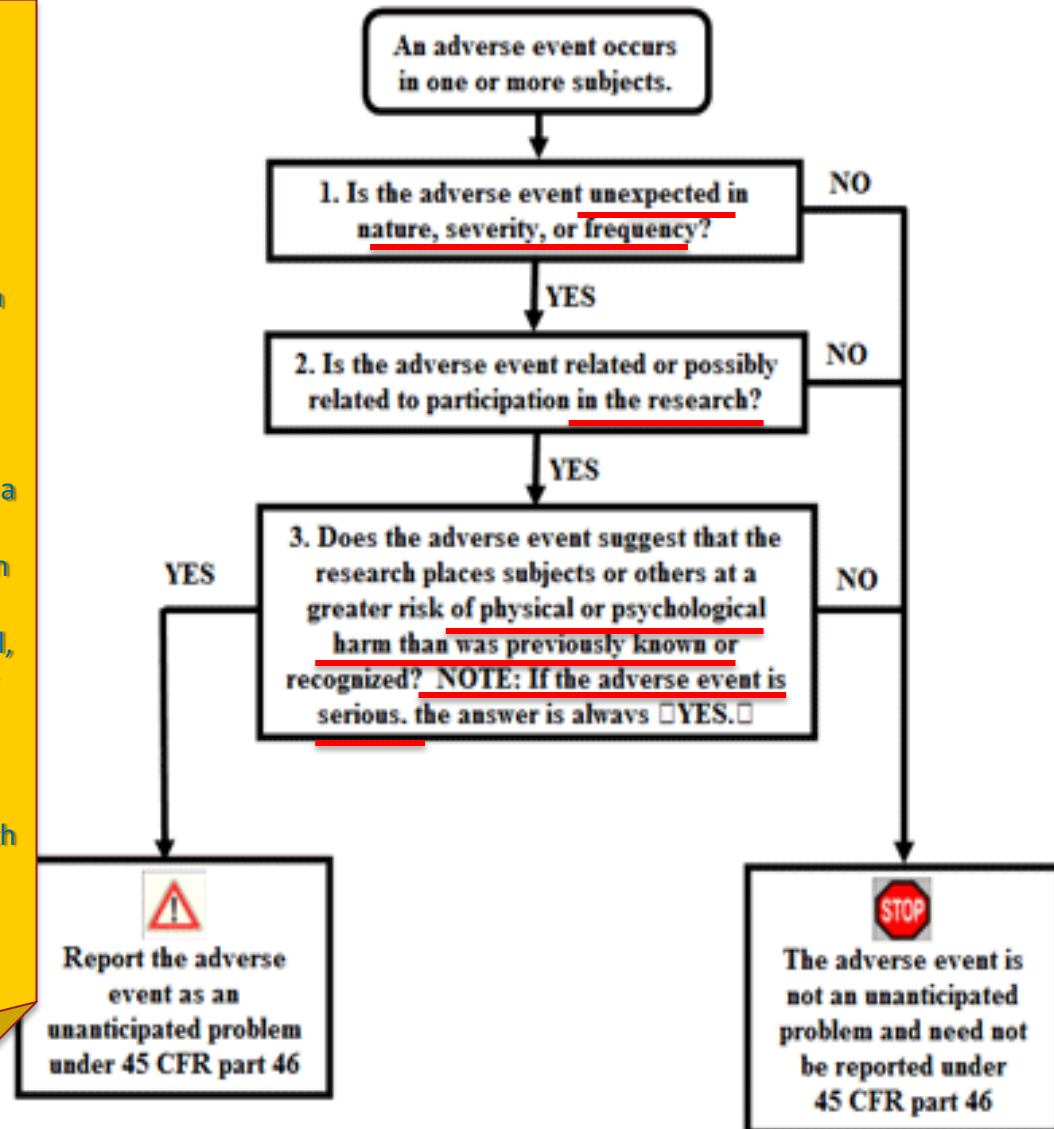 An adverse event occurs
in one or more subjects.
1. Is the adverse event unexpected in
nature, severity, or frequency?
NO
YES
2. Is the adverse event related or possibly
related to participation in the research?
NO
YES
3. Does the adverse event suggest that the
research places subjects or others at a
greater risk of physical or psychological
harm than was previously known or
recognized? NOTE: If the adverse event is
serious, the answer is always □YES.□
YES
NO
Report the adverse
event as an
unanticipated problem
under 45 CFR part 46
STOP
The adverse event is
not an unanticipated
problem and need not
be reported under
45 CFR part 46
a